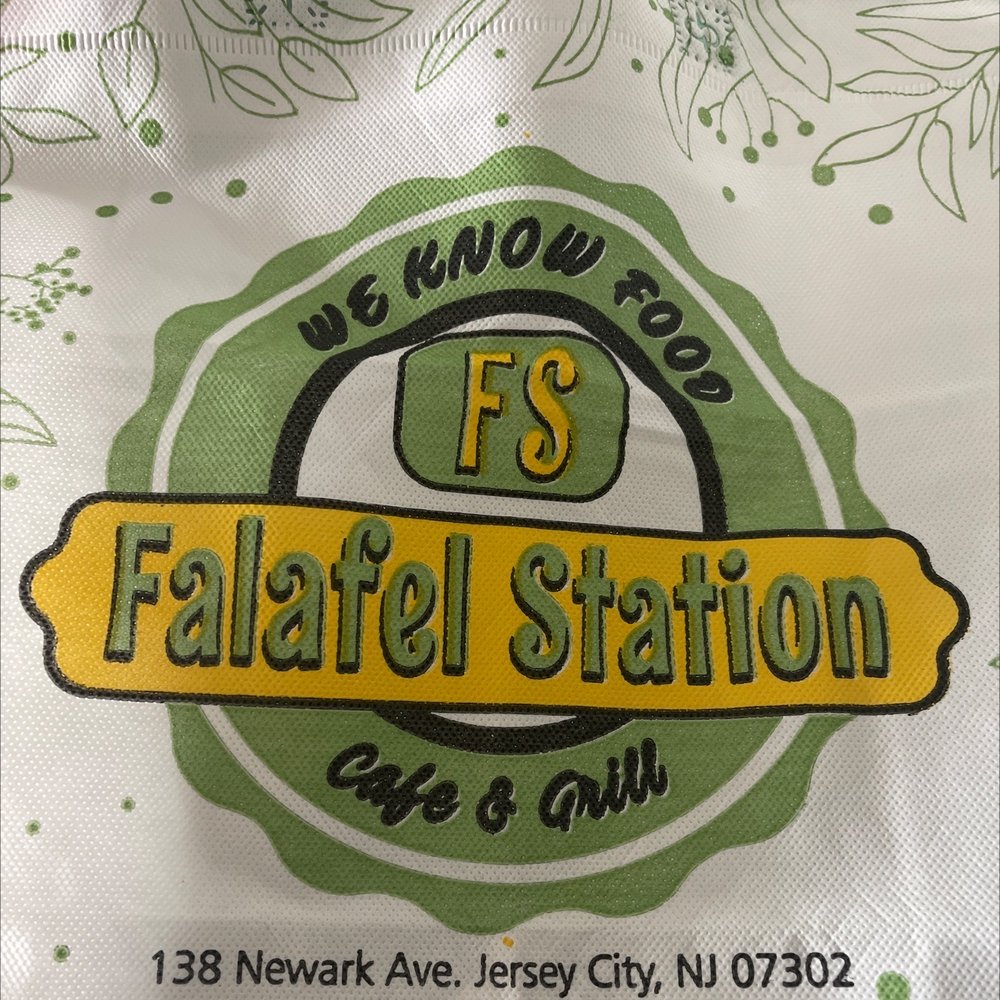 WE KNOW FOOD
FS
Falafel Station
Cafe & Grill
138 Newark Ave. Jersey City, NJ 07302